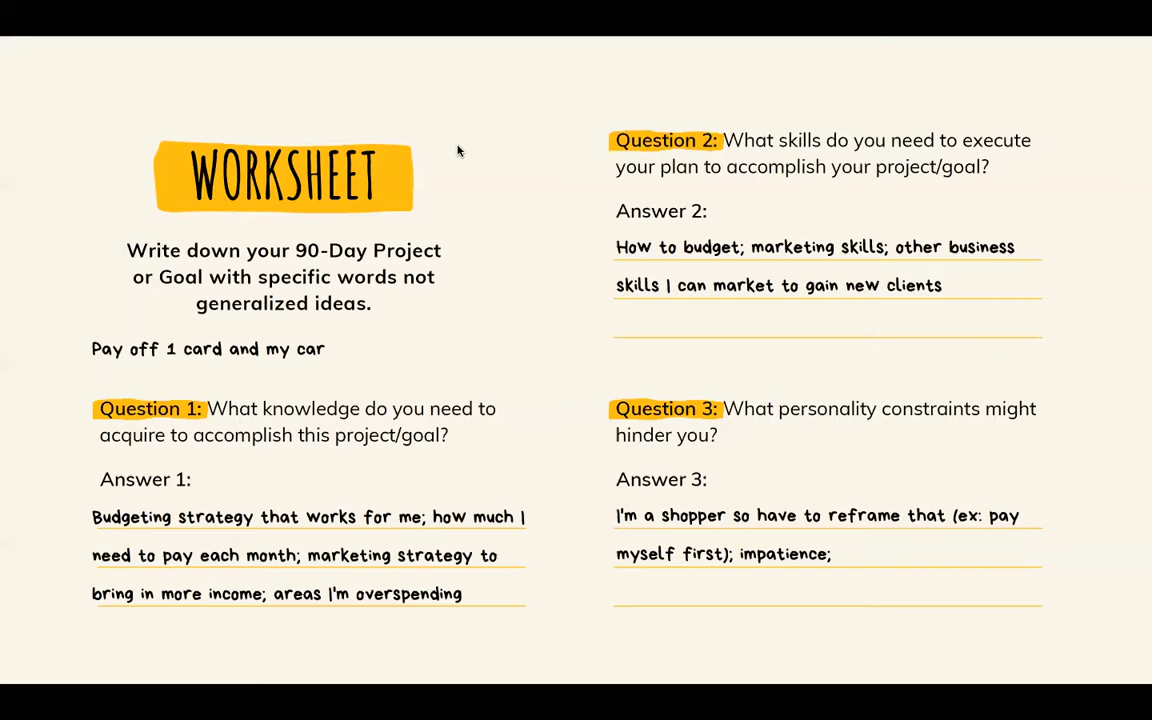 WORKSHEET
Write down your 90-Day Project
or Goal with specific words not
generalized ideas.
Pay off 1 card and my car
Question 1: What knowledge do you need to
acquire to accomplish this project/goal?
Answer 1:
Budgeting strategy that works for me; how much I
need to pay each month; marketing strategy to
bring in more income; areas I'm overspending
Question 2: What skills do you need to execute
your plan to accomplish your project/goal?
Answer 2:
How to budget; marketing skills; other business
skills I can market to gain new clients
Question 3: What personality constraints might
hinder you?
Answer 3:
I'm a shopper so have to reframe that (ex: pay
myself first); impatience;